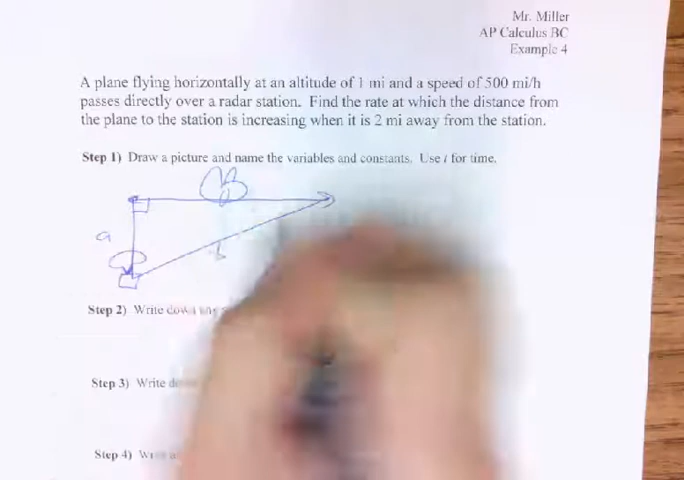 Mr. Miller
AP Calculus BC
Example 4
A plane flying horizontally at an altitude of 1 mi and a speed of 500 mi/h
passes directly over a radar station. Find the rate at which the distance from
the plane to the station is increasing when it is 2 mi away from the station.
Step 1) Draw a picture and name the variables and constants. Use t for time.
a
Step 2) Write down any
Step 3) Write
Step 4)